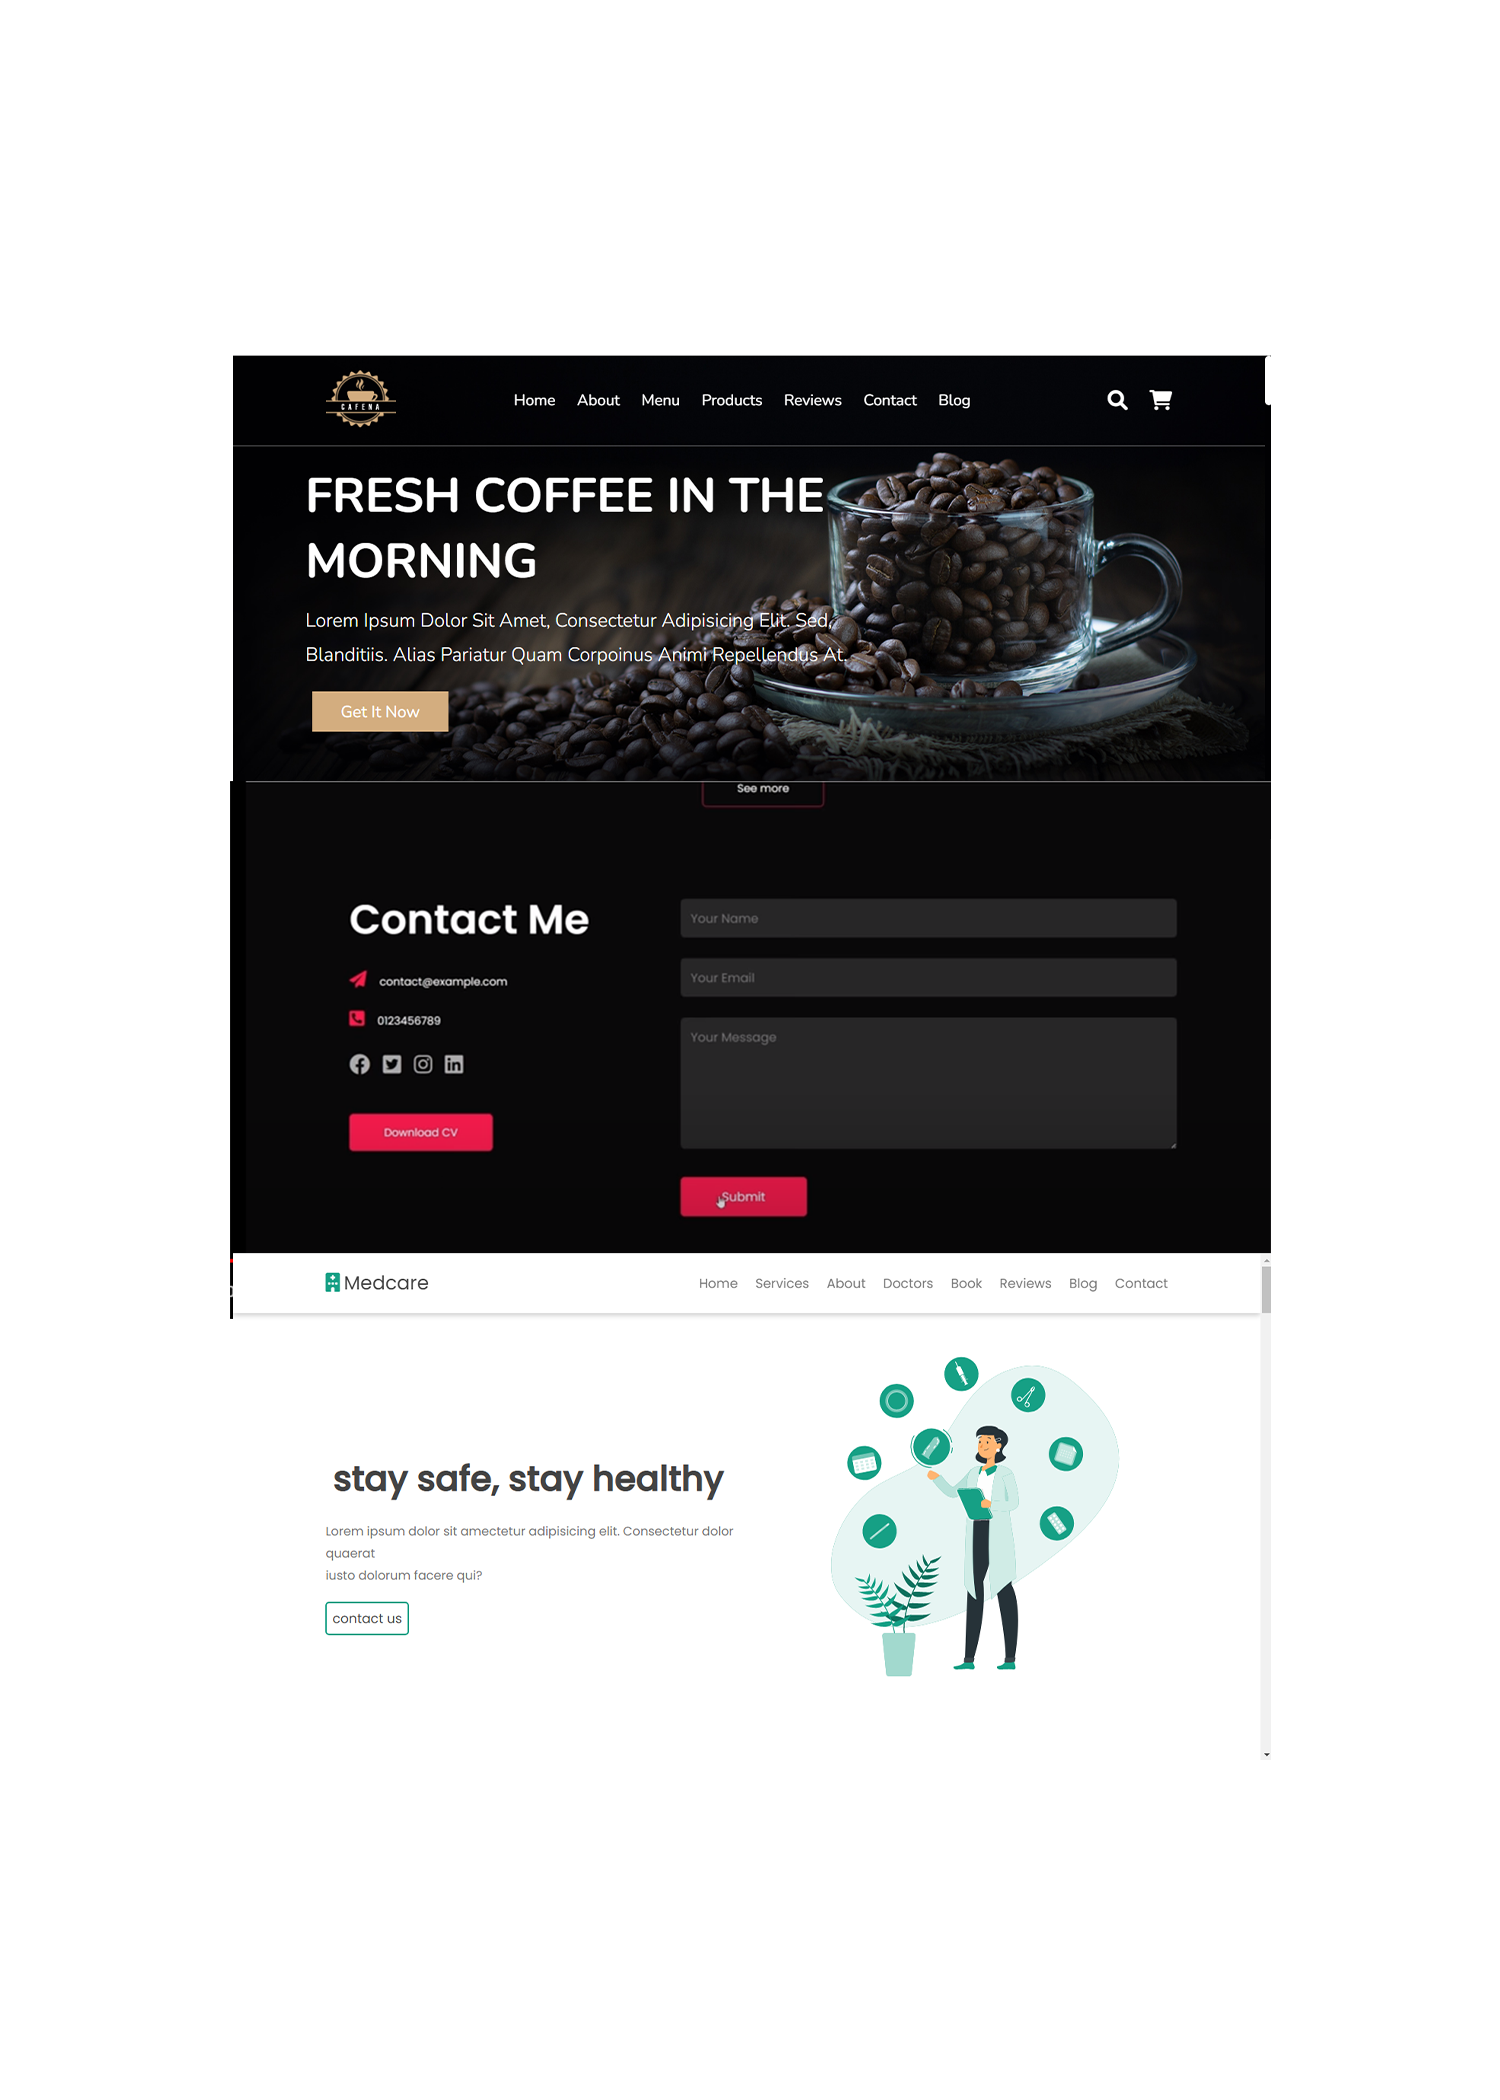 CAFENA
Home About Menu Products Reviews Contact Blog
FRESH COFFEE IN THE
MORNING
Lorem Ipsum Dolor Sit Amet, Consectetur Adipisicing Elit. Sed,
Blanditiis. Alias Pariatur Quam Corpoinus Animi Repellendus At.
Get It Now
See more
Contact Me
contact@example.com
0123456789
Download CV
Your Name
Your Email
Your Message
Submit
Medcare
Home Services About Doctors Book Reviews Blog Contact
stay safe, stay healthy
Lorem ipsum dolor sit amectetur adipisicing elit. Consectetur dolor
quaerat
iusto dolorum facere qui?
contact us